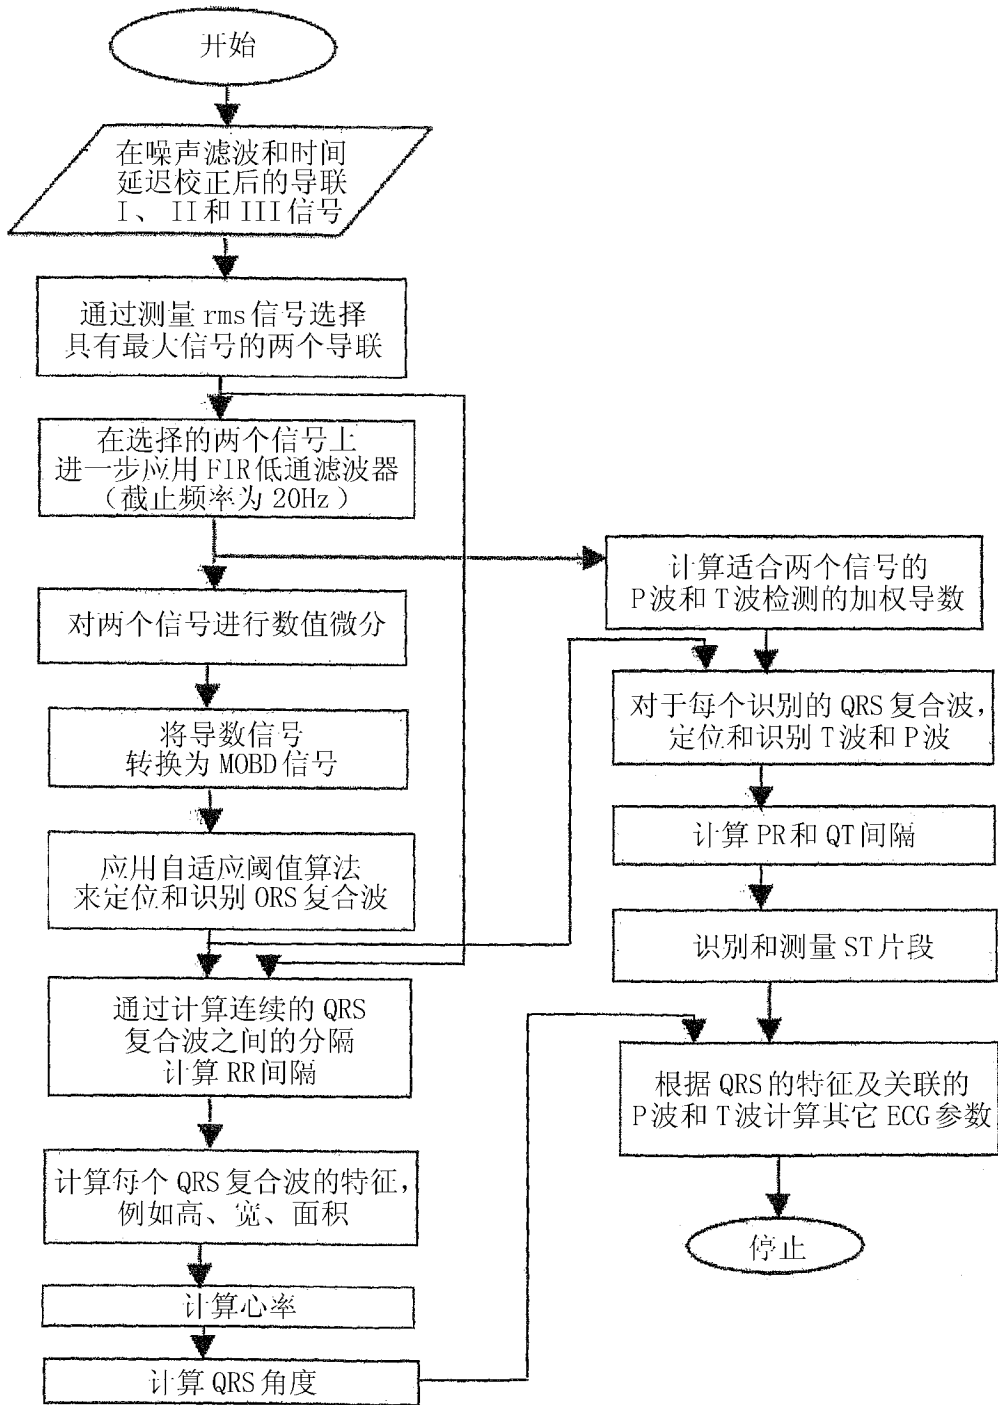 开始
在噪声滤波和时间
延迟校正后的导联
I、II和III信号
通过测量rms信号选择
具有最大信号的两个导联
在选择的两个信号上
进一步应用FIR低通滤波器
（截止频率为20Hz）
对两个信号进行数值微分
将导数信号
转换为MOBD信号
应用自适应阈值算法
来定位和识别ORS复合波
通过计算连续的QRS
复合波之间的分隔
计算RR间隔
计算每个QRS复合波的特征，
例如高、宽、面积
计算心率
计算QRS角度
计算适合两个信号的
P波和T波检测的加权导数
对于每个识别的QRS复合波，
定位和识别T波和P波
计算PR和QT间隔
识别和测量ST片段
根据QRS的特征及关联的
P波和T波计算其它ECG参数
停止